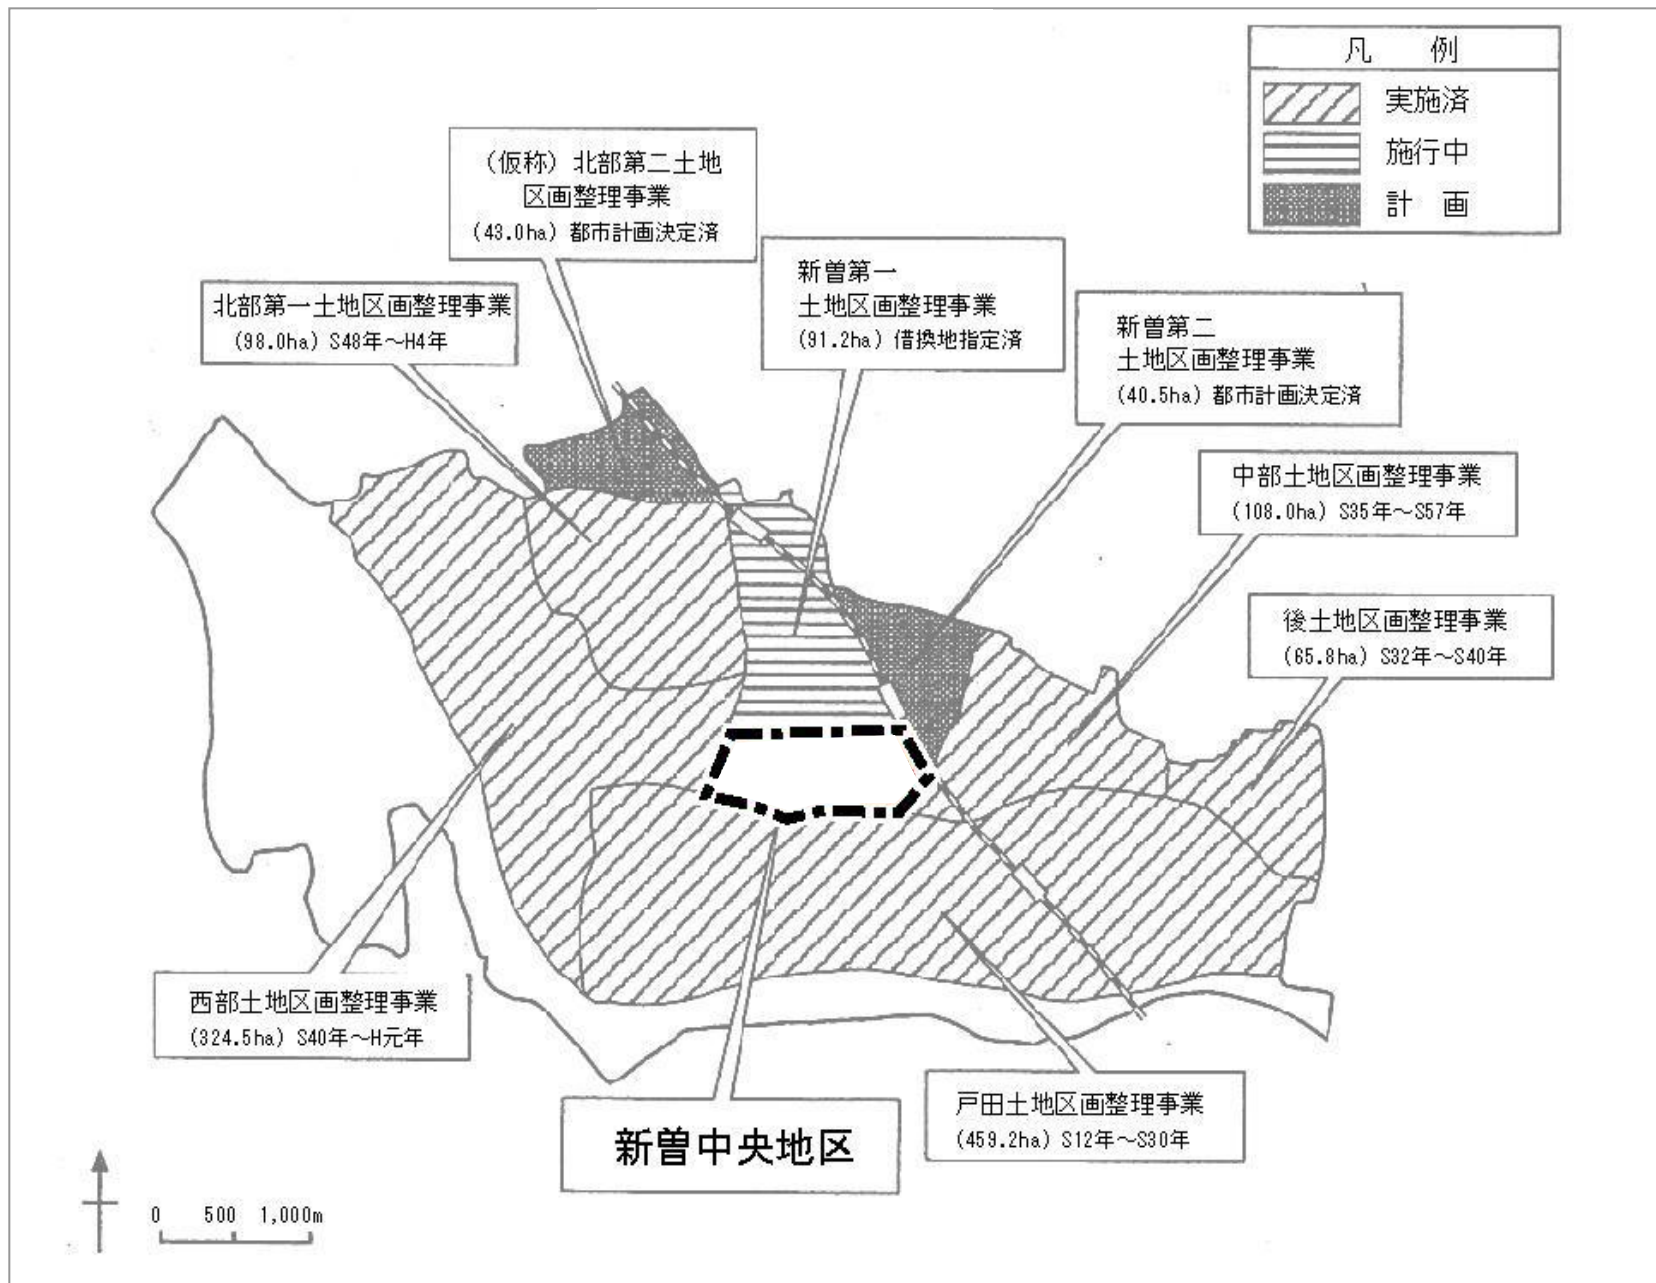 凡 例
実施済
施行中
計 画
(仮称) 北部第二土地
区画整理事業
(43.0ha) 都市計画決定済
新曽第一
土地区画整理事業
(91.2ha) 借換地指定済
北部第一土地区画整理事業
(98.0ha) S48年～H4年
新曽第二
土地区画整理事業
(40.5ha) 都市計画決定済
中部土地区画整理事業
(108.0ha) S35年～S57年
後土地区画整理事業
(65.8ha) S32年～S40年
西部土地区画整理事業
(324.5ha) S40年～H元年
戸田土地区画整理事業
(459.2ha) S12年～S30年
新曽中央地区
0 500 1,000m